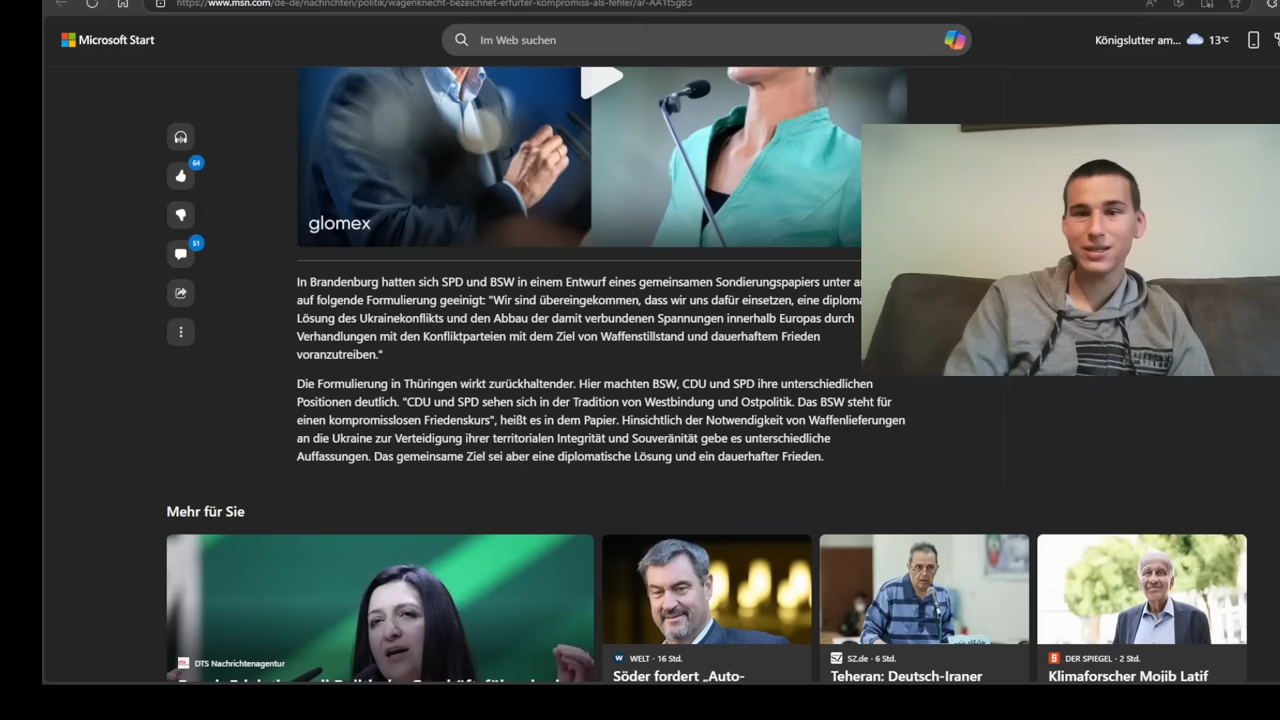 https://www.msn.com/de-de/nachrichten/politik/wagenknecht-bezeichnet-erfurter-kompromiss-als-fehler/ar-AA1t5gB3
Microsoft Start
Im Web suchen
Königslutter am...
13°C
64
51
glomex
In Brandenburg hatten sich SPD und BSW in einem Entwurf eines gemeinsamen Sondierungspapiers unter
auf folgende Formulierung geeinigt: "Wir sind übereingekommen, dass wir uns dafür einsetzen, eine
Lösung des Ukrainekonflikts und den Abbau der damit verbundenen Spannungen innerhalb Europas durch
Verhandlungen mit den Konfliktparteien mit dem Ziel von Waffenstillstand und dauerhaftem Frieden
voranzutreiben."
Die Formulierung in Thüringen wirkt zurückhaltender. Hier machten BSW, CDU und SPD ihre unterschiedlichen
Positionen deutlich. "CDU und SPD sehen sich in der Tradition von Westbindung und Ostpolitik. Das BSW steht für
einen kompromisslosen Friedenskurs", heißt es in dem Papier. Hinsichtlich der Notwendigkeit von Waffenlieferungen
an die Ukraine zur Verteidigung ihrer territorialen Integrität und Souveränität gebe es unterschiedliche
Auffassungen. Das gemeinsame Ziel sei aber eine diplomatische Lösung und ein dauerhafter Frieden.
Mehr für Sie
DTS Nachrichtenagentur
WELT · 16 Std.
Söder fordert „Auto-
SZ.de · 6 Std.
Teheran: Deutsch-Iraner
DER SPIEGEL · 2 Std.
Klimaforscher Mojib Latif